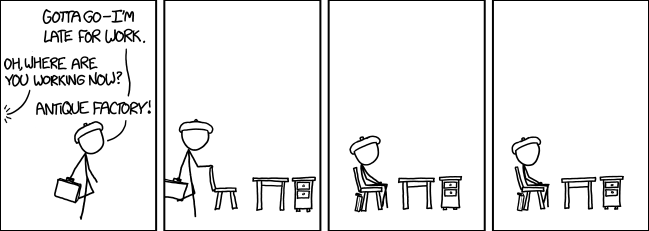 GOTTA GO—I'M
LATE FOR WORK.
OH, WHERE ARE
YOU WORKING NOW?
ANTIQUE FACTORY!